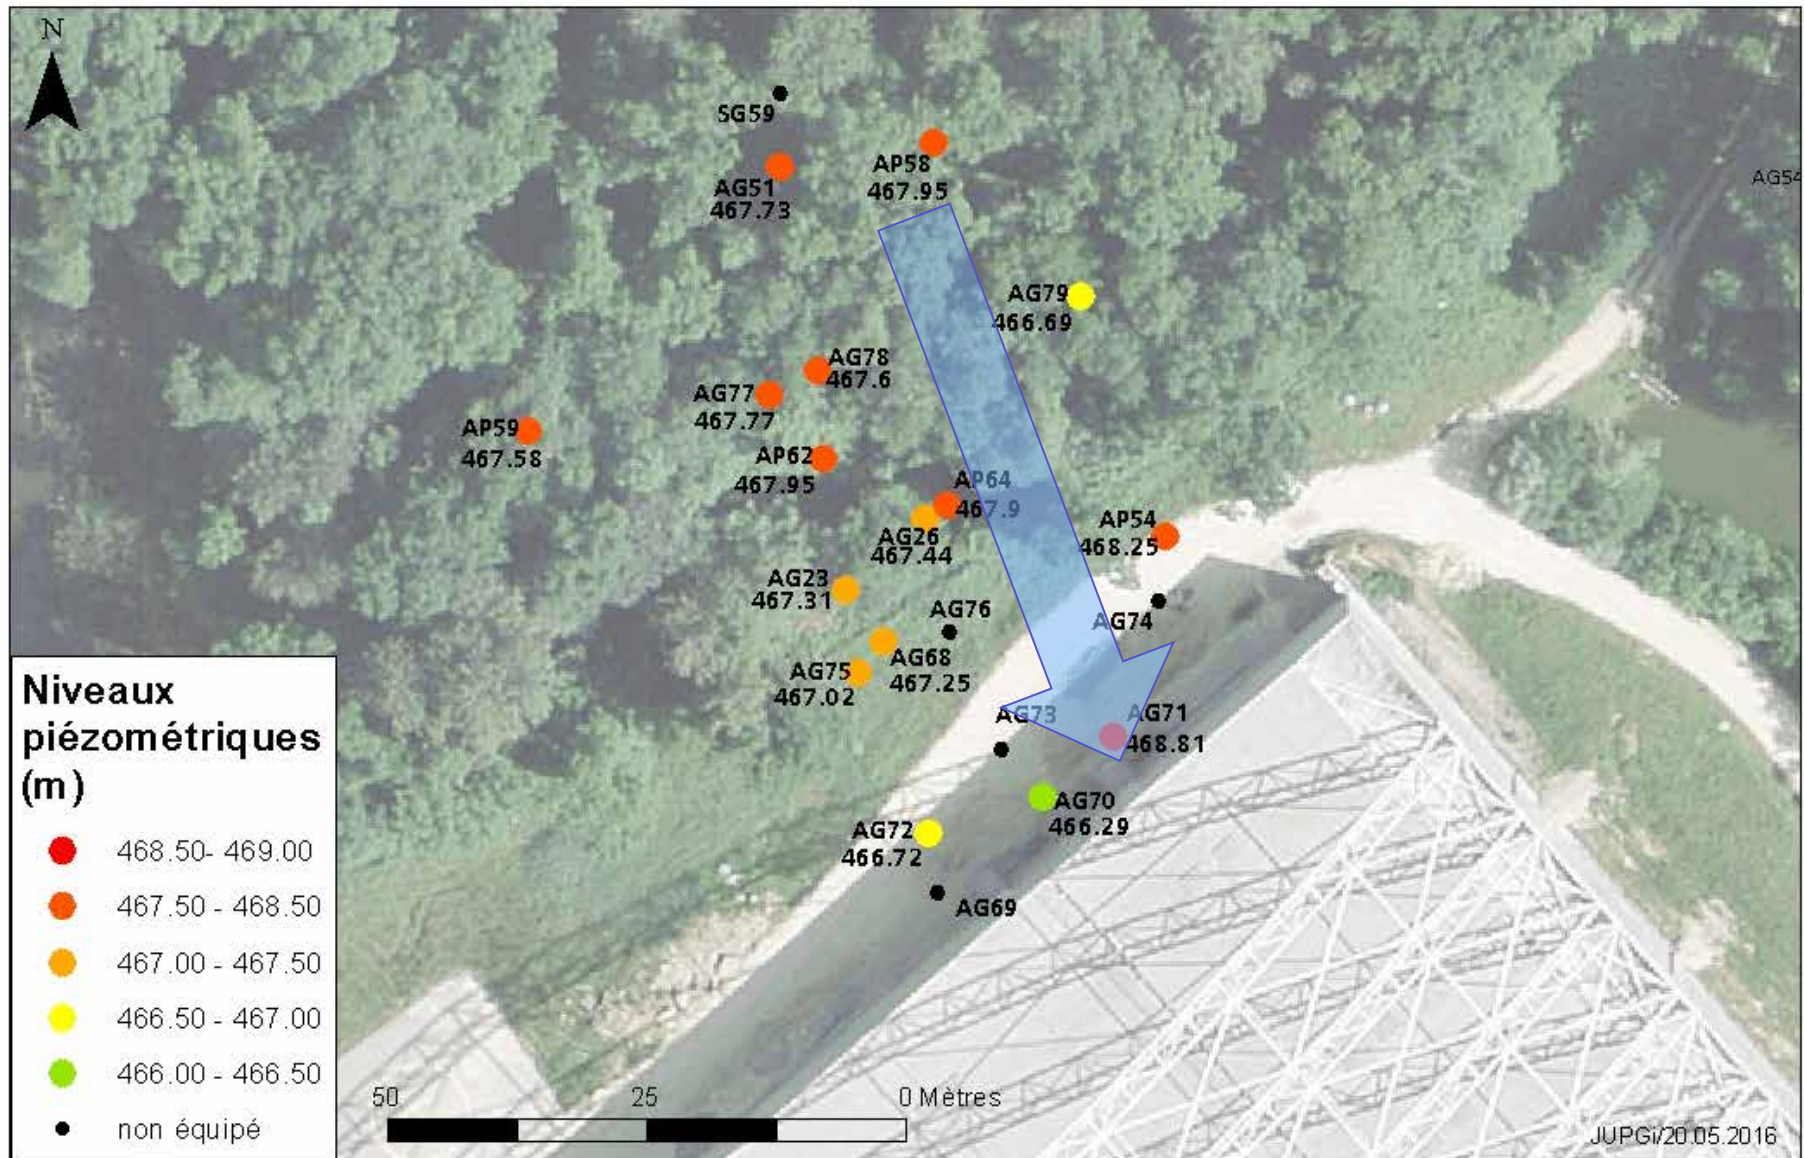 N
SG59
AP58
467.95
AG51
467.73
AG54
AG79
466.69
AG78
467.6
AG77
467.77
AP59
467.58
AP62
467.95
AP64
467.9
AG26
467.44
AP54
468.25
AG23
467.31
AG76
AG74
AG68
467.25
AG75
467.02
AG73
AG71
468.81
AG70
466.29
AG72
466.72
AG69
Niveaux
piézométriques
(m)
468.50- 469.00
467.50 - 468.50
467.00 - 467.50
466.50 - 467.00
466.00 - 466.50
non équipé
50 25 0 Mètres
JUPGi/20.05.2016